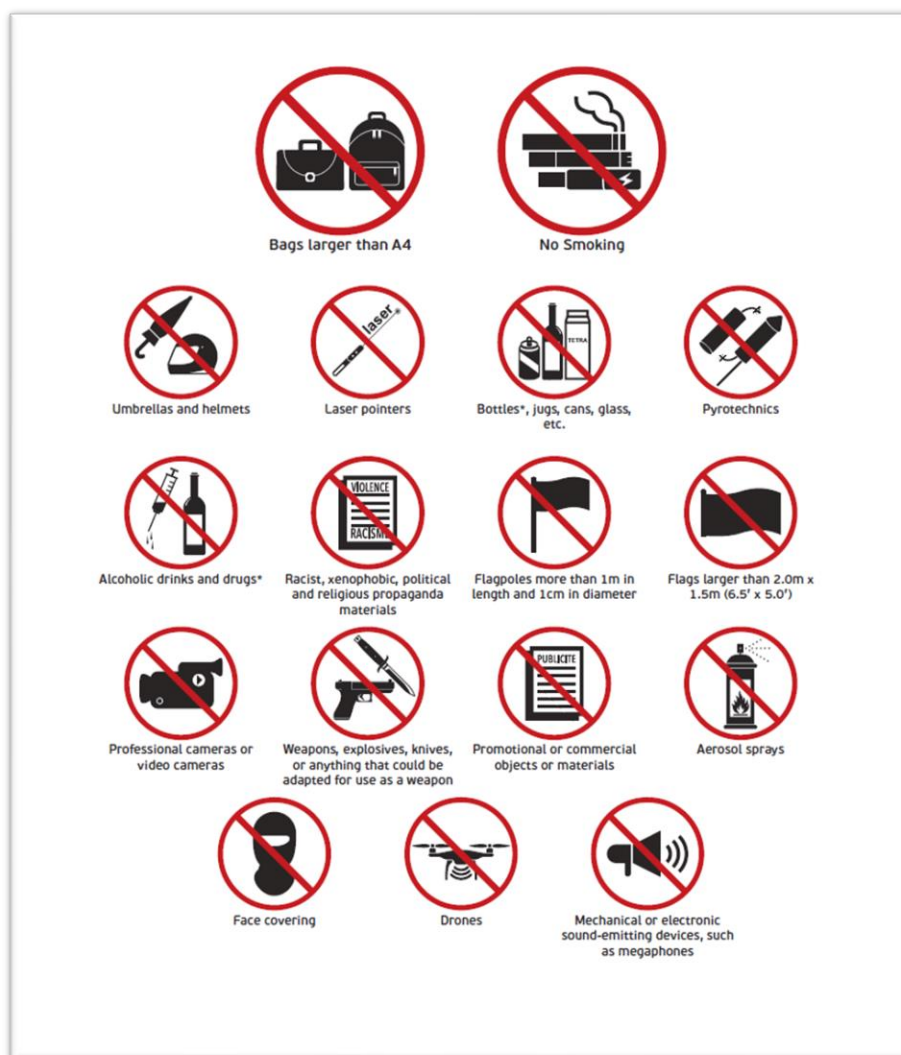 Bags larger than A4
No Smoking
laser
TETRA
Umbrellas and helmets
Laser pointers
Bottles*, jugs, cans, glass,
etc.
Pyrotechnics
VIOLENCE
RACISME
Alcoholic drinks and drugs*
Racist, xenophobic, political
and religious propaganda
materials
Flagpoles more than 1m in
length and 1cm in diameter
Flags larger than 2.0m x
1.5m (6.5' x 5.0')
PUBLICITE
Professional cameras or
video cameras
Weapons, explosives, knives,
or anything that could be
adapted for use as a weapon
Promotional or commercial
objects or materials
Aerosol sprays
Face covering
Drones
Mechanical or electronic
sound-emitting devices, such
as megaphones